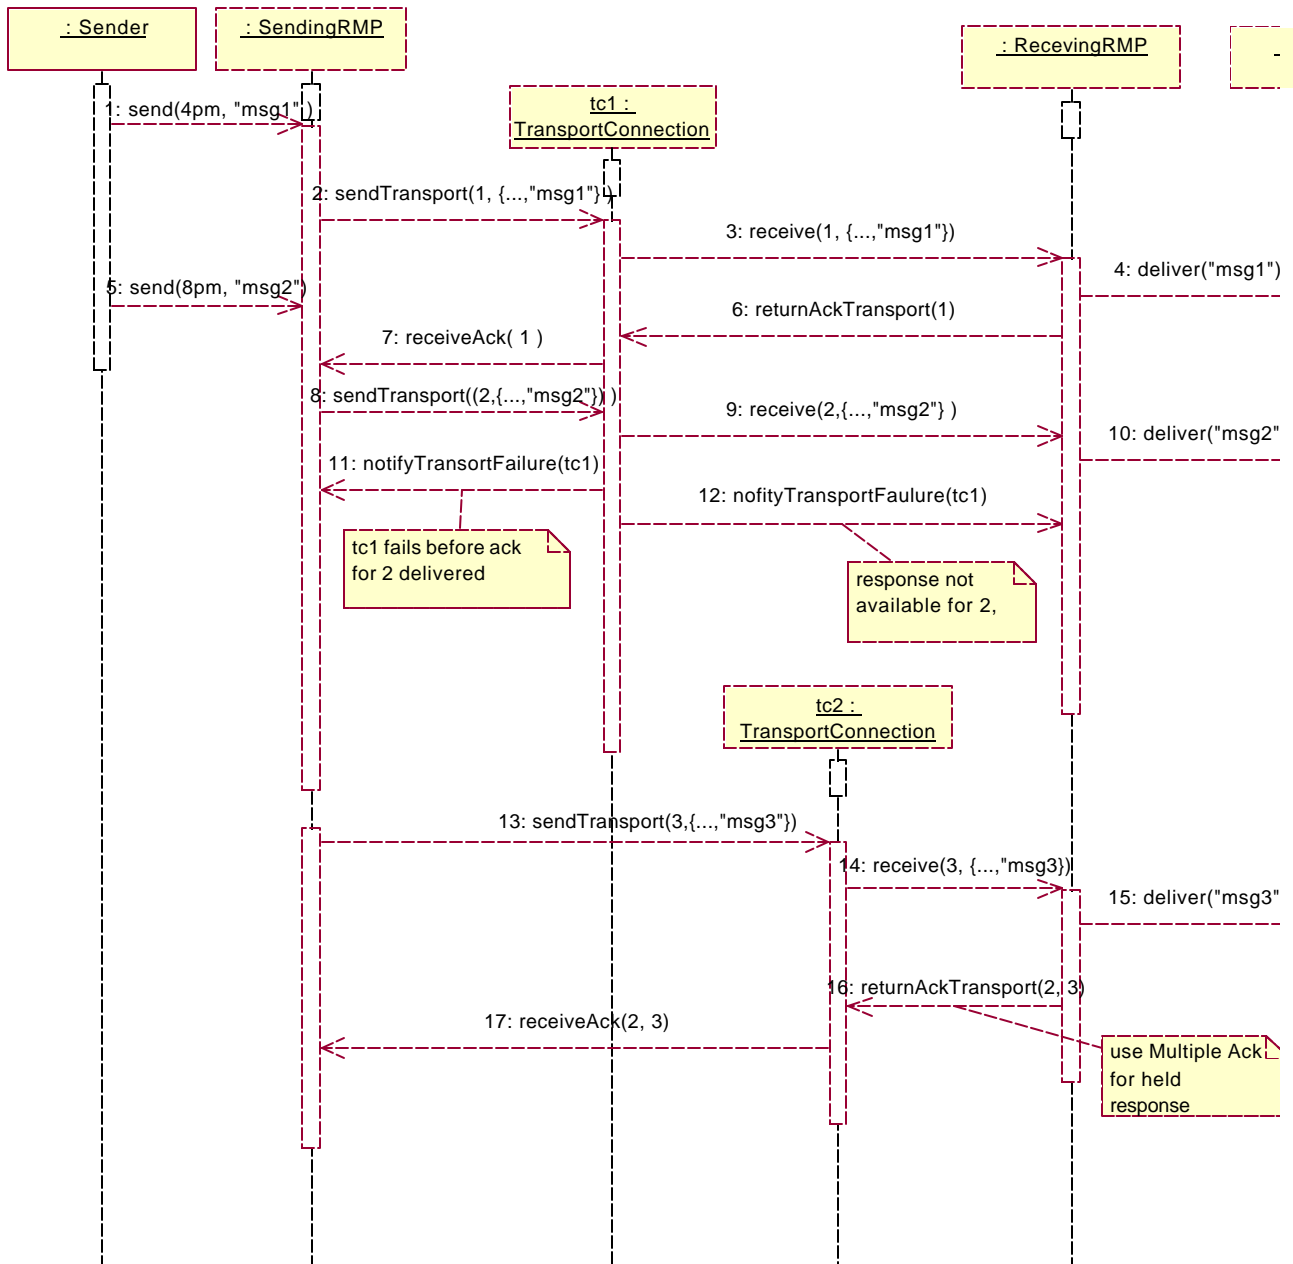 : Sender
: SendingRMP
: RecevingRMP
tc1 :
TransportConnection
1: send(4pm, "msg1" )
2: sendTransport(1, {...,"msg1"} )
3: receive(1, {...,"msg1"})
4: deliver("msg1")
5: send(8pm, "msg2")
6: returnAckTransport(1)
7: receiveAck( 1 )
8: sendTransport((2,{...,"msg2"}) )
9: receive(2,{...,"msg2"} )
10: deliver("msg2"
11: notifyTransortFailure(tc1)
12: nofityTransportFaulure(tc1)
tc1 fails before ack
for 2 delivered
response not
available for 2,
tc2 :
TransportConnection
13: sendTransport(3,{...,"msg3"})
14: receive(3, {...,"msg3})
15: deliver("msg3"
16: returnAckTransport(2, 3)
17: receiveAck(2, 3)
use Multiple Ack
for held
response